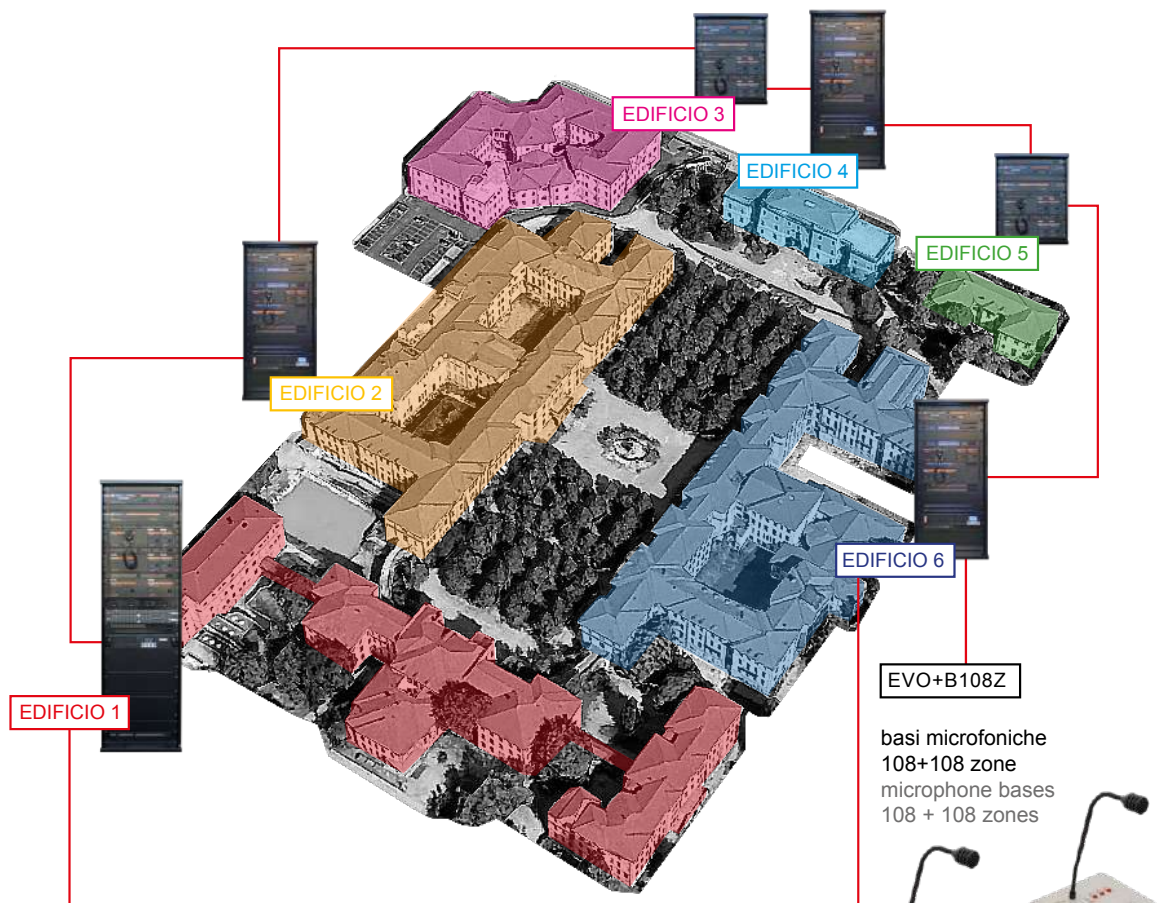 EDIFICIO 3
EDIFICIO 4
EDIFICIO 5
EDIFICIO 2
EDIFICIO 6
EVO+B108Z
EDIFICIO 1
basi microfoniche
108+108 zone
microphone bases
108 + 108 zones